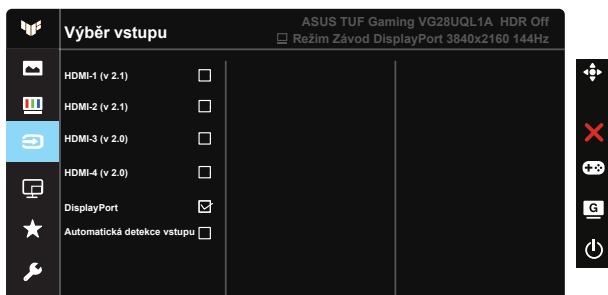 Výběr vstupu
ASUS TUF Gaming VG28UQL1A HDR Off
Režim Závod DisplayPort 3840x2160 144Hz
HDMI-1 (v 2.1)
HDMI-2 (v 2.1)
HDMI-3 (v 2.0)
HDMI-4 (v 2.0)
DisplayPort
Automatická detekce vstupu
G